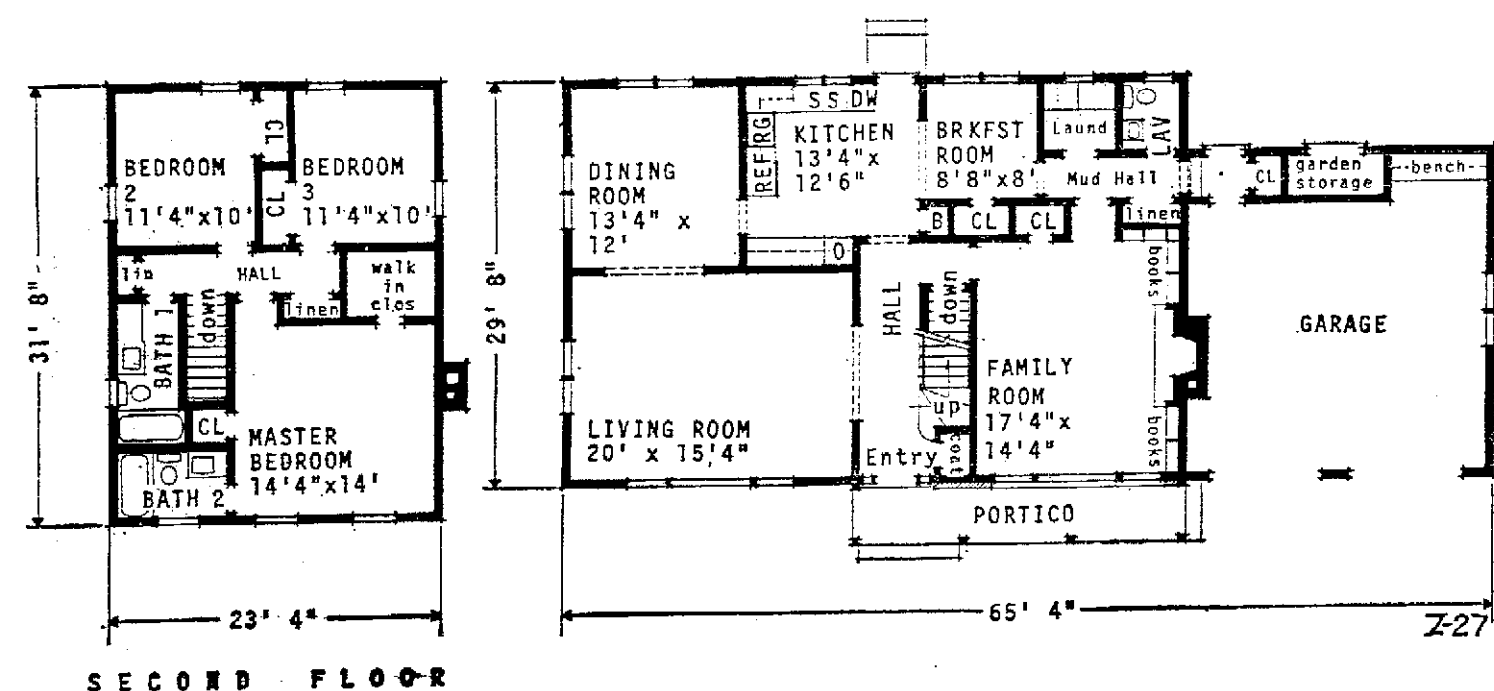 BEDROOM
2
11'4"x10'
CL
CL
BEDROOM
3
11'4"x10'
lin
HALL
linen
walk
in
clos
BATH 1
down
CL
MASTER
BEDROOM
14'4"x14'
BATH 2
31' 8"
23' 4"
SECOND FLOOR
29' 8"
DINING
ROOM
13'4" x
12'
SS DW
REF RG
KITCHEN
13'4"x
12'6"
O
BRKFST
ROOM
8'8"x8'
B
CL
CL
Laund
LAV
Mud Hall
linen
CL
garden
storage
bench
books
HALL
down
up
coat
Entry
LIVING ROOM
20' x 15'4"
FAMILY
ROOM
17'4"x
14'4"
books
GARAGE
PORTICO
65' 4"
Z-27